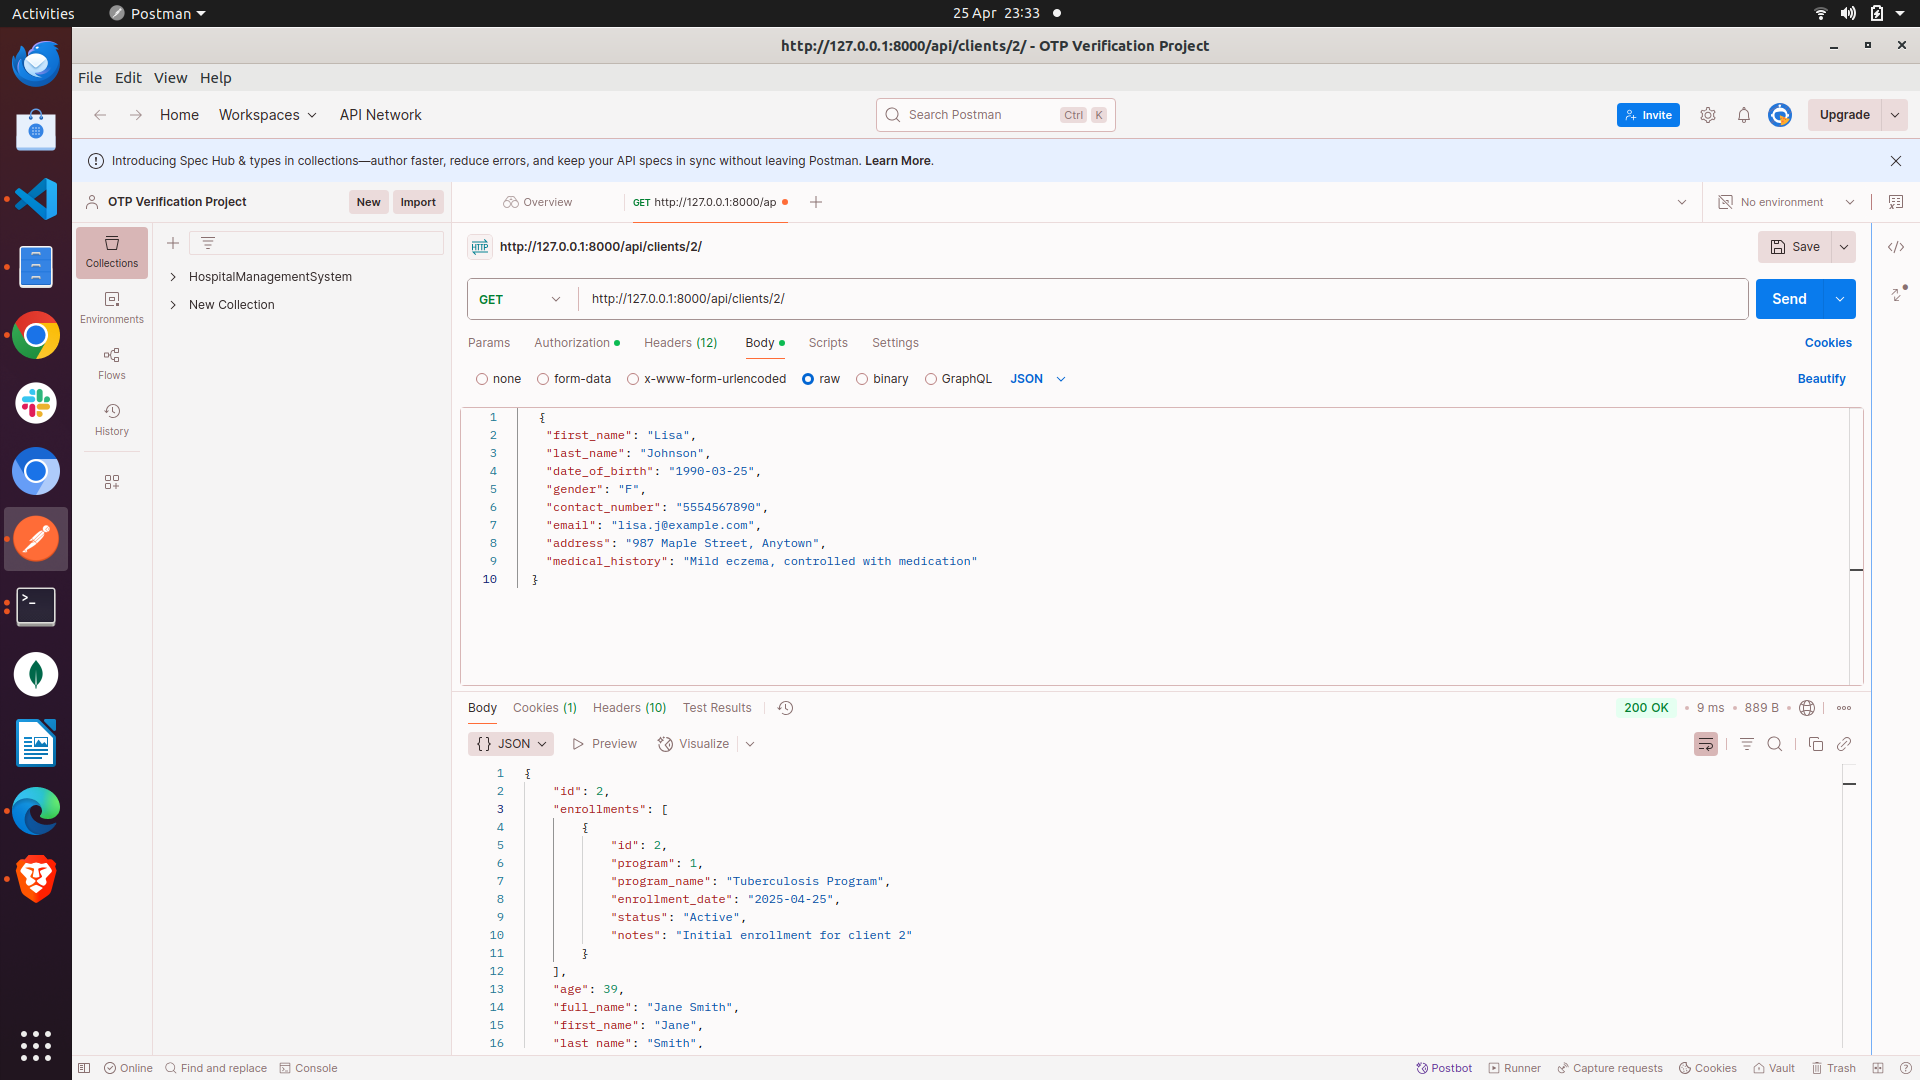 Activities
Postman
25 Apr 23:33
http://127.0.0.1:8000/api/clients/2/ - OTP Verification Project
File Edit View Help
Home Workspaces API Network
Search Postman Ctrl K
Invite
Upgrade
Introducing Spec Hub & types in collections—author faster, reduce errors, and keep your API specs in sync without leaving Postman. Learn More.
OTP Verification Project
New Import
Overview
GET http://127.0.0.1:8000/ap
No environment
Collections
Environments
Flows
History
HospitalManagementSystem
New Collection
HTTP http://127.0.0.1:8000/api/clients/2/
Save
GET http://127.0.0.1:8000/api/clients/2/
Send
Params Authorization Headers (12) Body Scripts Settings
Cookies
none form-data x-www-form-urlencoded raw binary GraphQL JSON
Beautify
1 {
2 "first_name": "Lisa",
3 "last_name": "Johnson",
4 "date_of_birth": "1990-03-25",
5 "gender": "F",
6 "contact_number": "5554567890",
7 "email": "lisa.j@example.com",
8 "address": "987 Maple Street, Anytown",
9 "medical_history": "Mild eczema, controlled with medication"
10 }
Body Cookies (1) Headers (10) Test Results
200 OK • 9 ms • 889 B •
{} JSON Preview Visualize
1 {
2 "id": 2,
3 "enrollments": [
4 {
5 "id": 2,
6 "program": 1,
7 "program_name": "Tuberculosis Program",
8 "enrollment_date": "2025-04-25",
9 "status": "Active",
10 "notes": "Initial enrollment for client 2"
11 }
12 ],
13 "age": 39,
14 "full_name": "Jane Smith",
15 "first_name": "Jane",
16 "last_name": "Smith",
Online Find and replace Console
Postbot Runner Capture requests Cookies Vault Trash